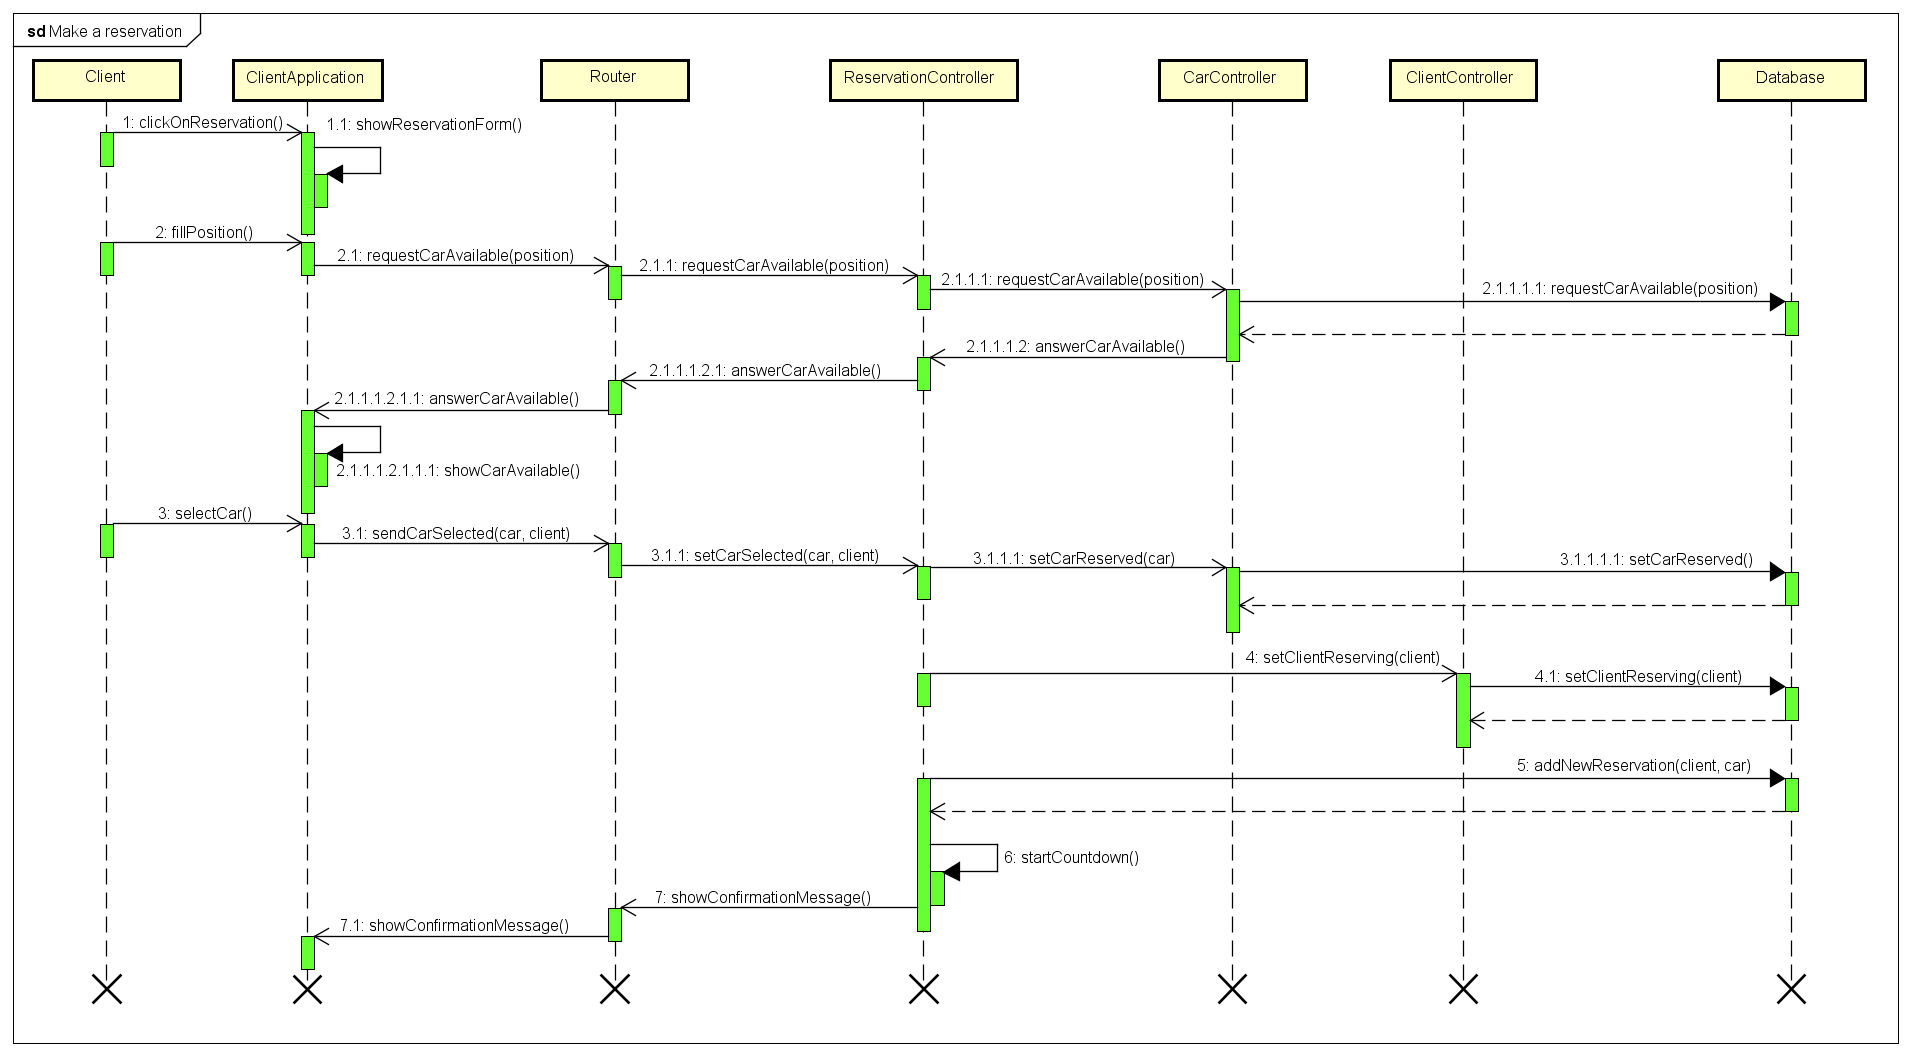 sd Make a reservation
Client
ClientApplication
Router
ReservationController
CarController
ClientController
Database
1: clickOnReservation()
1.1: showReservationForm()
2: fillPosition()
2.1: requestCarAvailable(position)
2.1.1: requestCarAvailable(position)
2.1.1.1: requestCarAvailable(position)
2.1.1.1.1: requestCarAvailable(position)
2.1.1.1.2: answerCarAvailable()
2.1.1.1.2.1: answerCarAvailable()
2.1.1.1.2.1.1: answerCarAvailable()
2.1.1.1.2.1.1.1: showCarAvailable()
3: selectCar()
3.1: sendCarSelected(car, client)
3.1.1: setCarSelected(car, client)
3.1.1.1: setCarReserved(car)
3.1.1.1.1: setCarReserved()
4: setClientReserving(client)
4.1: setClientReserving(client)
5: addNewReservation(client, car)
6: startCountdown()
7: showConfirmationMessage()
7.1: showConfirmationMessage()